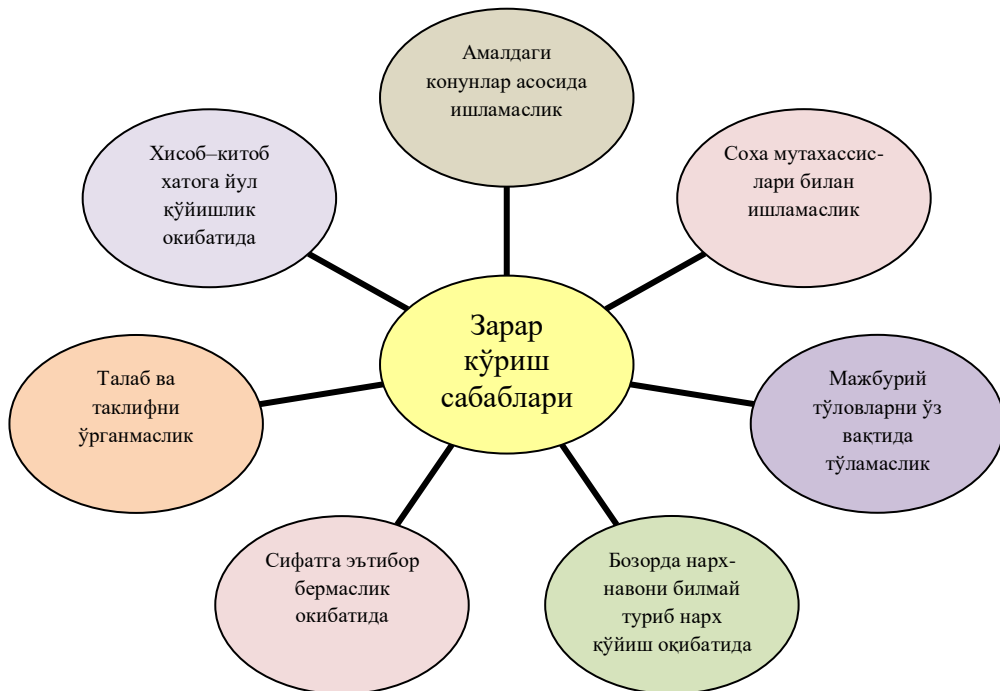 Амалдаги
конунлар асосида
ишламаслик
Хисоб–китоб
хатога йул
қўйишлик
окибатида
Соха мутахассис-
лари билан
ишламаслик
Зарар
кўриш
сабаблари
Талаб ва
таклифни
ўрганмаслик
Мажбурий
тўловларни ўз
вақтида
тўламаслик
Сифатга эътибор
бермаслик
окибатида
Бозорда нарх-
навони билмай
туриб нарх
қўйиш оқибатида